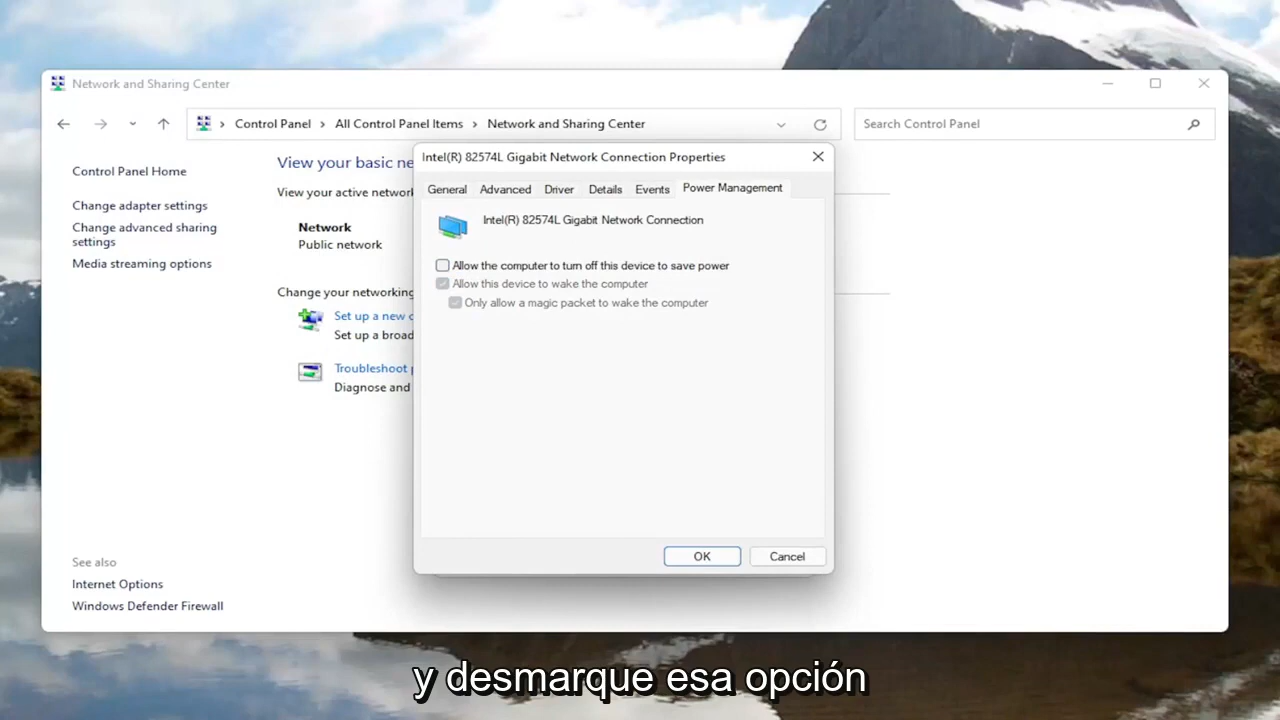 Network and Sharing Center
Control Panel > All Control Panel Items > Network and Sharing Center
Search Control Panel
Control Panel Home
Change adapter settings
Change advanced sharing
settings
Media streaming options
See also
Internet Options
Windows Defender Firewall
View your basic ne
View your active networ
Network
Public network
Change your networking
Set up a new c
Set up a broad
Troubleshoot p
Diagnose and
Intel(R) 82574L Gigabit Network Connection Properties
General Advanced Driver Details Events Power Management
Intel(R) 82574L Gigabit Network Connection
Allow the computer to turn off this device to save power
Allow this device to wake the computer
Only allow a magic packet to wake the computer
OK Cancel
y desmarque esa opción